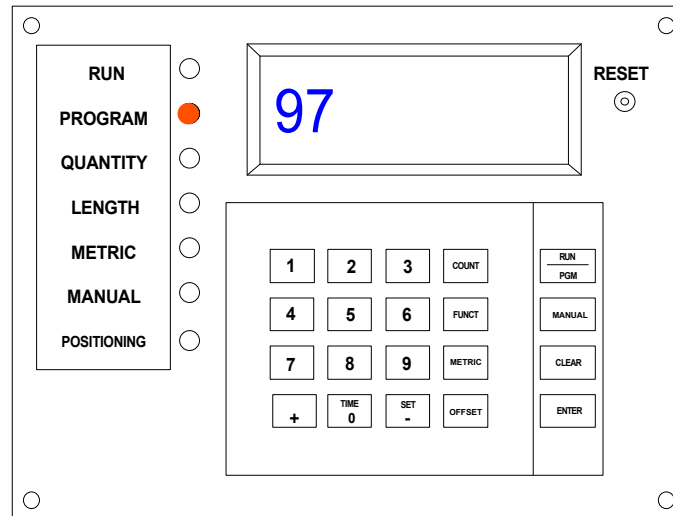 RUN
PROGRAM
QUANTITY
LENGTH
METRIC
MANUAL
POSITIONING
97
RESET
1 2 3 COUNT
4 5 6 FUNCT
7 8 9 METRIC
+ TIME 0 SET - OFFSET
RUN
PGM
MANUAL
CLEAR
ENTER